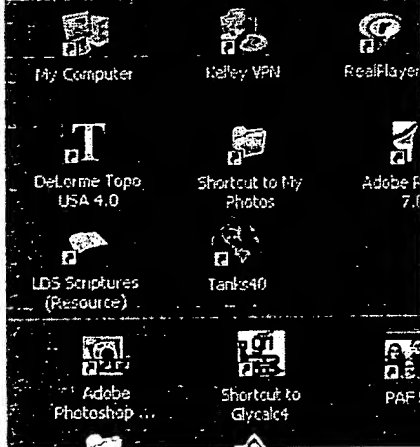 My Computer
Kelley VPN
RealPlayer
DeLorme Topo
USA 4.0
Shortcut to My
Photos
Adobe R
7.0
LDS Scriptures
(Resource)
Tanks40
Adobe
Photoshop ...
Shortcut to
Glycalc4
PAF